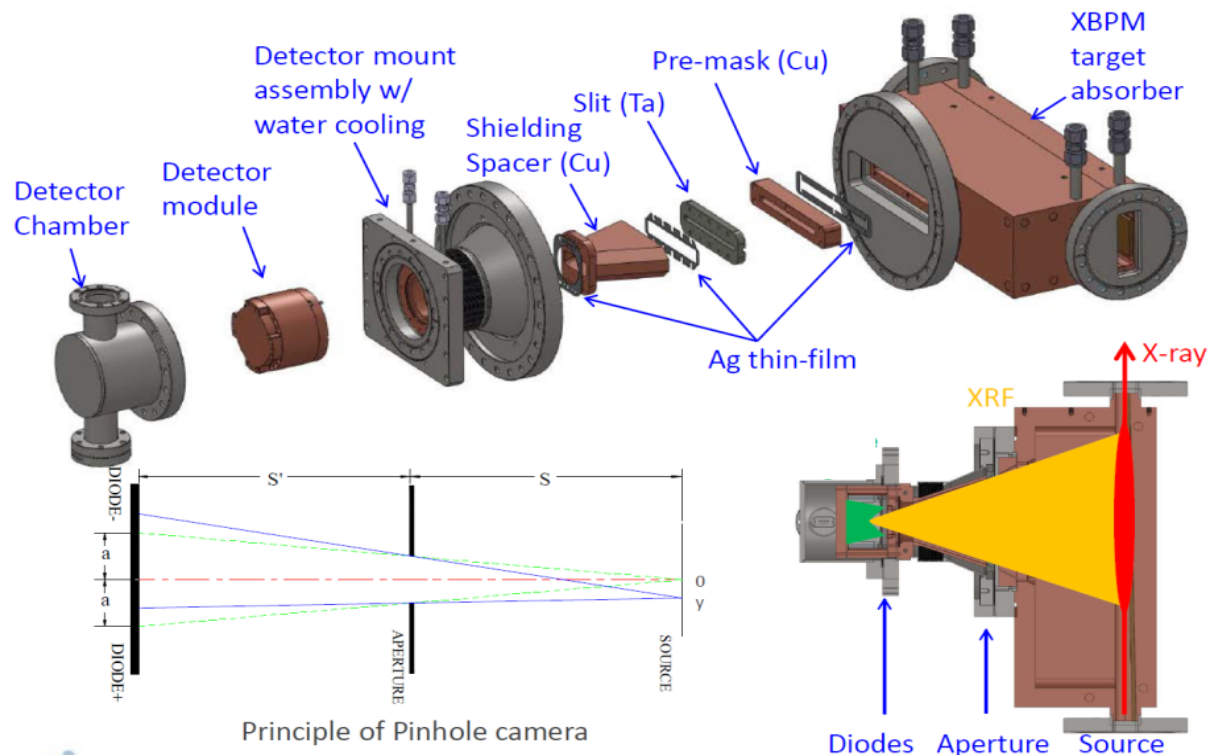 Detector mount
assembly w/
water cooling
XBPM
target
absorber
Pre-mask (Cu)
Slit (Ta)
Shielding
Spacer (Cu)
Detector
module
Detector
Chamber
Ag thin-film
X-ray
XRF
DIODE-
DIODE+
S'
S
a
a
APERTURE
SOURCE
0
y
Principle of Pinhole camera
Diodes
Aperture
Source